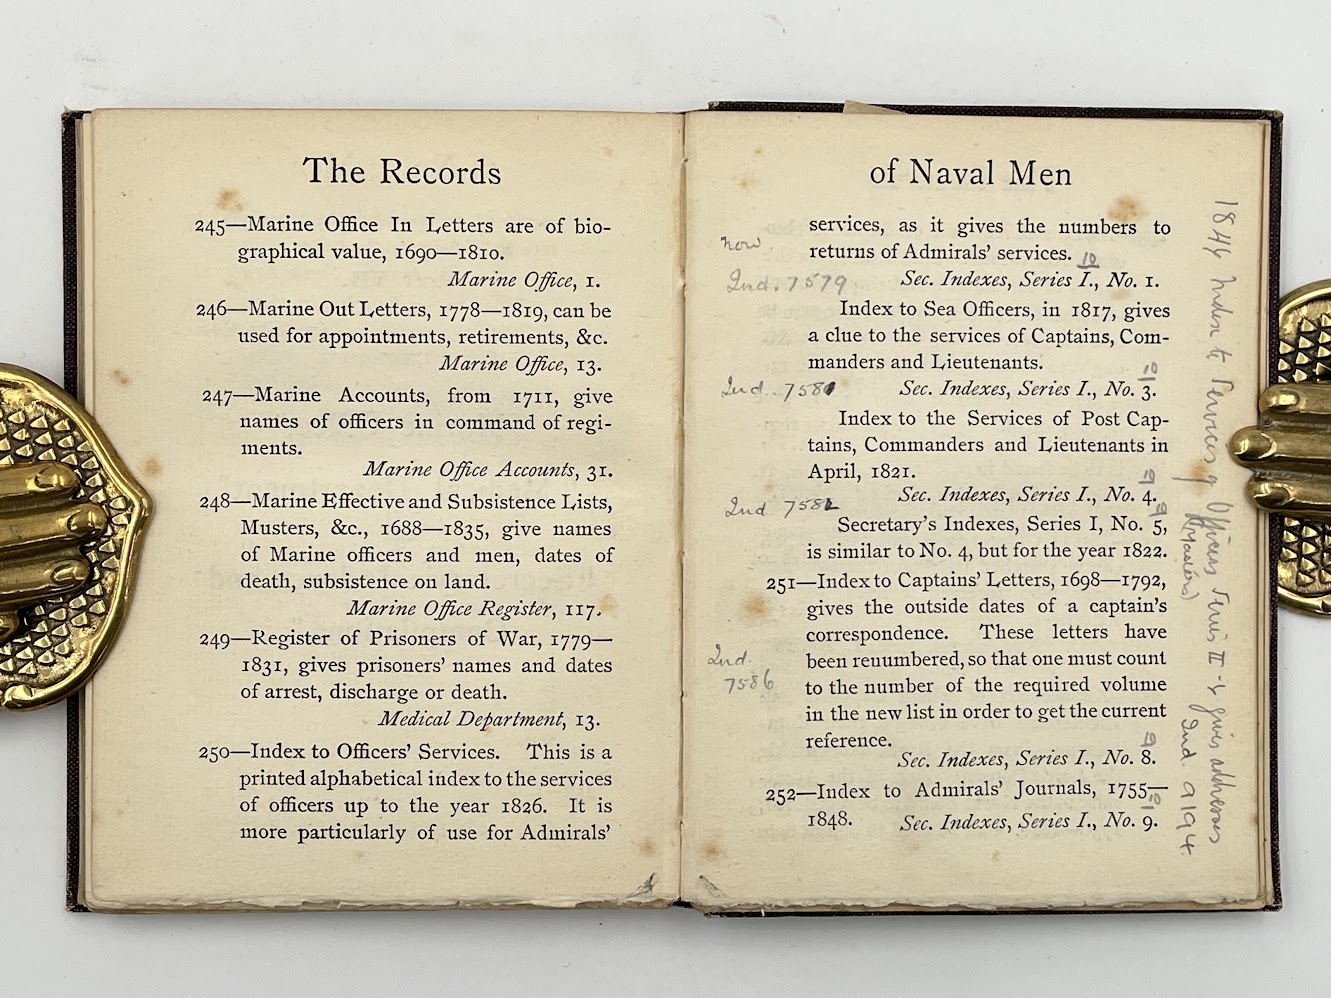 The Records
245—Marine Office In Letters are of bio-
graphical value, 1690—1810.
Marine Office, 1.
246—Marine Out Letters, 1778—1819, can be
used for appointments, retirements, &c.
Marine Office, 13.
247—Marine Accounts, from 1711, give
names of officers in command of regi-
ments.
Marine Office Accounts, 31.
248—Marine Effective and Subsistence Lists,
Musters, &c., 1688—1835, give names
of Marine officers and men, dates of
death, subsistence on land.
Marine Office Register, 117.
249—Register of Prisoners of War, 1779—
1831, gives prisoners' names and dates
of arrest, discharge or death.
Medical Department, 13.
250—Index to Officers' Services. This is a
printed alphabetical index to the services
of officers up to the year 1826. It is
more particularly of use for Admirals'
of Naval Men
services, as it gives the numbers to
now
returns of Admirals' services.
10
Ind. 7579
Sec. Indexes, Series I., No. 1.
Index to Sea Officers, in 1817, gives
a clue to the services of Captains, Com-
manders and Lieutenants.
10
Ind. 7581
Sec. Indexes, Series I., No. 3.
Index to the Services of Post Cap-
tains, Commanders and Lieutenants in
April, 1821.
10
Ind 7582
Sec. Indexes, Series I., No. 4.
9
Secretary's Indexes, Series I, No. 5,
is similar to No. 4, but for the year 1822.
251—Index to Captains' Letters, 1698—1792,
gives the outside dates of a captain's
correspondence. These letters have
Ind.
7586
been renumbered, so that one must count
to the number of the required volume
in the new list in order to get the current
reference.
9
Sec. Indexes, Series I., No. 8.
252—Index to Admirals' Journals, 1755—
10
1848.
Sec. Indexes, Series I., No. 9.
1844 Index to Services of Officers Series II - & gives addresses
(Masters)
Ind 9194